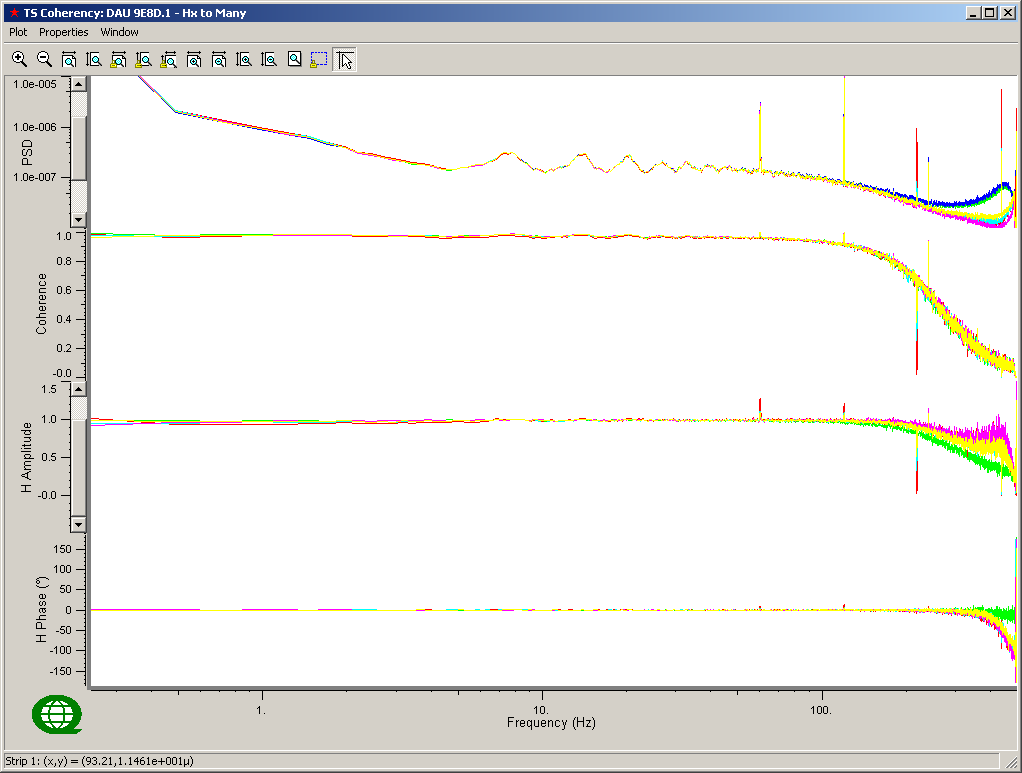 TS Coherency: DAU 9E8D.1 - Hx to Many
Plot Properties Window
1.0e-005
1.0e-006
1.0e-007
PSD
1.0
0.8
0.6
0.4
0.2
-0.0
Coherence
1.5
1.0
0.5
-0.0
H Amplitude
150
100
50
0
-50
-100
-150
H Phase (°)
1. 10. 100.
Frequency (Hz)
Strip 1: (x,y) = (93.21,1.1461e+001µ)